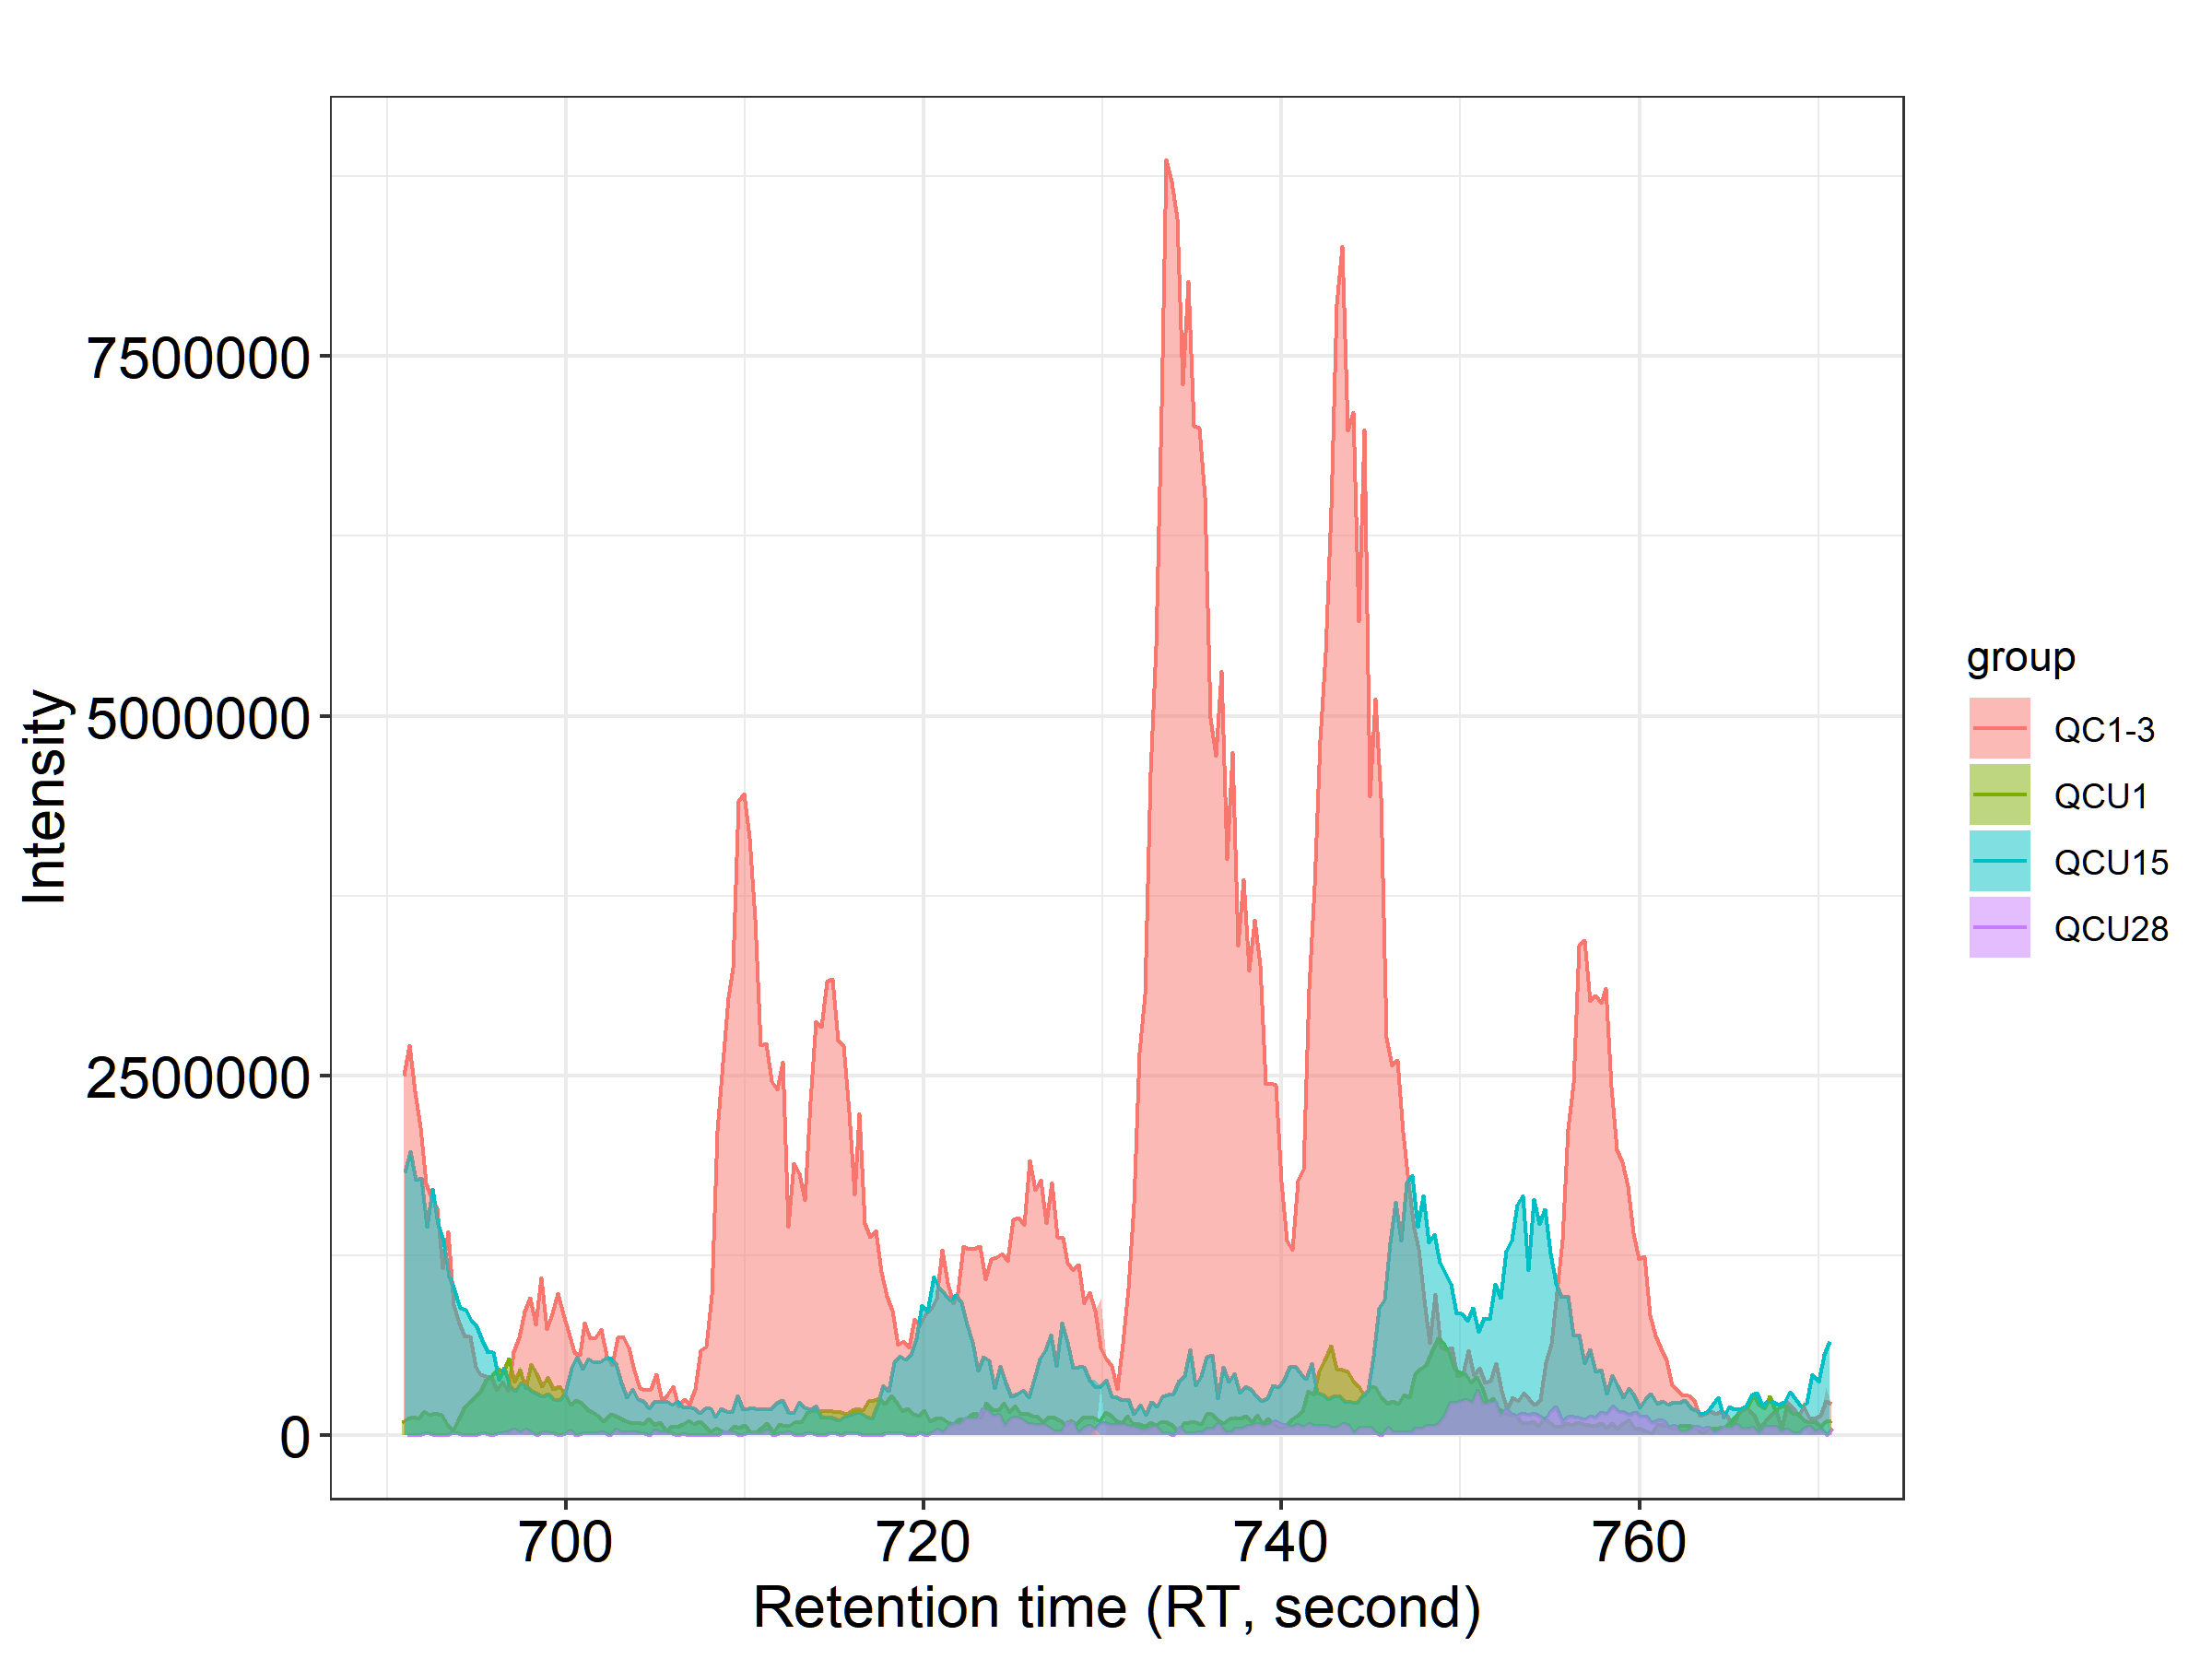 7500000
5000000
2500000
0
Intensity
700 720 740 760
Retention time (RT, second)
group
QC1-3
QCU1
QCU15
QCU28